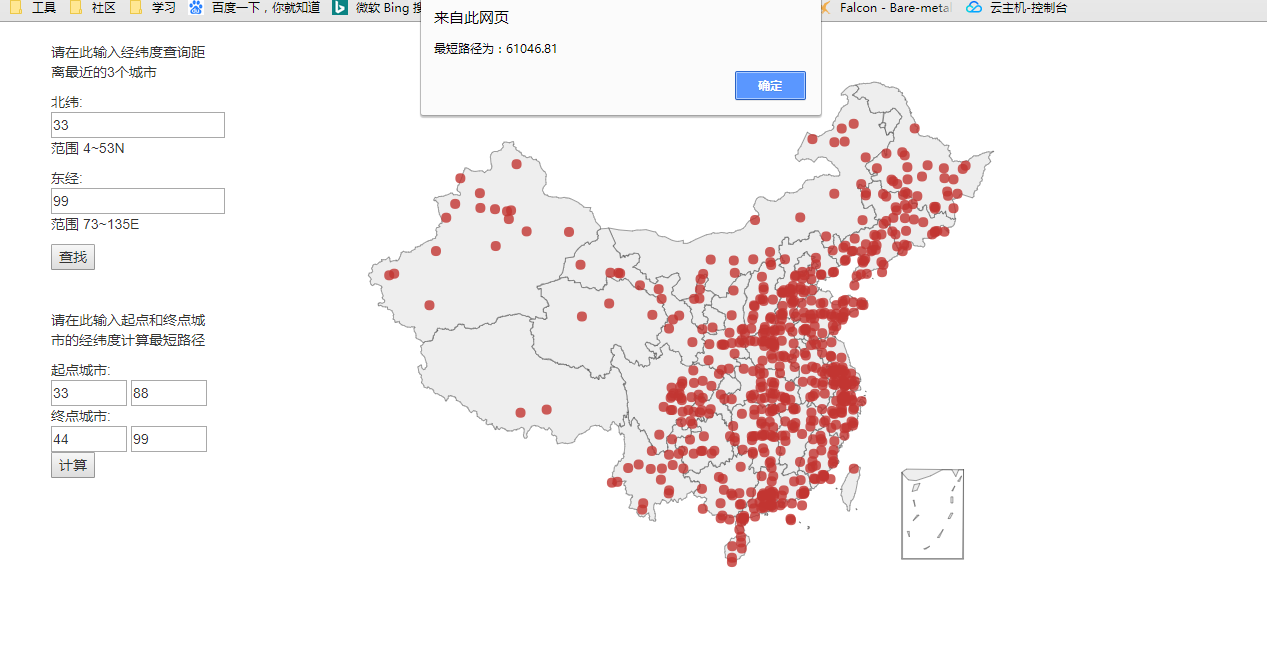 工具 社区 学习 百度一下，你就知道 微软 Bing 搜 Falcon - Bare-metal 云主机-控制台
来自此网页
最短路径为：61046.81
确定
请在此输入经纬度查询距
离最近的3个城市
北纬:
33
范围 4~53N
东经:
99
范围 73~135E
查找
请在此输入起点和终点城
市的经纬度计算最短路径
起点城市:
33 88
终点城市:
44 99
计算